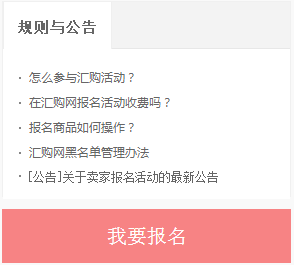 规则与公告
· 怎么参与汇购活动？
· 在汇购网报名活动收费吗？
· 报名商品如何操作？
· 汇购网黑名单管理办法
· [公告]关于卖家报名活动的最新公告
我要报名